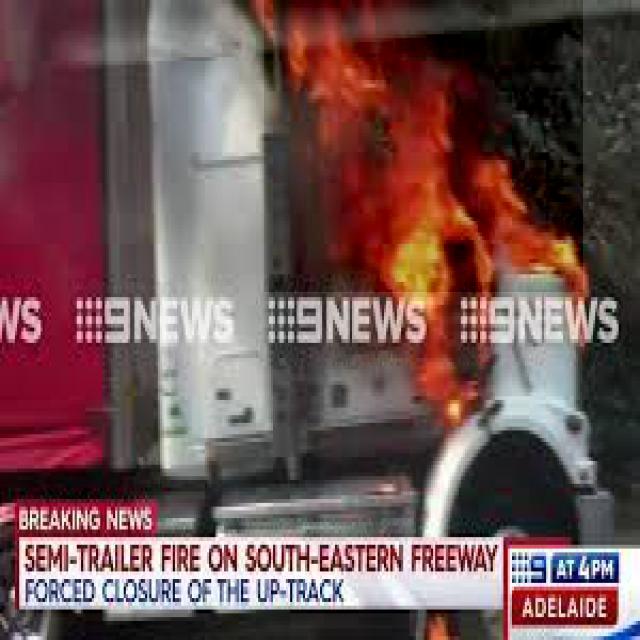 WS 9NEWS 9NEWS 9NEWS
BREAKING NEWS
SEMI-TRAILER FIRE ON SOUTH-EASTERN FREEWAY
FORCED CLOSURE OF THE UP-TRACK
9 AT 4PM
ADELAIDE